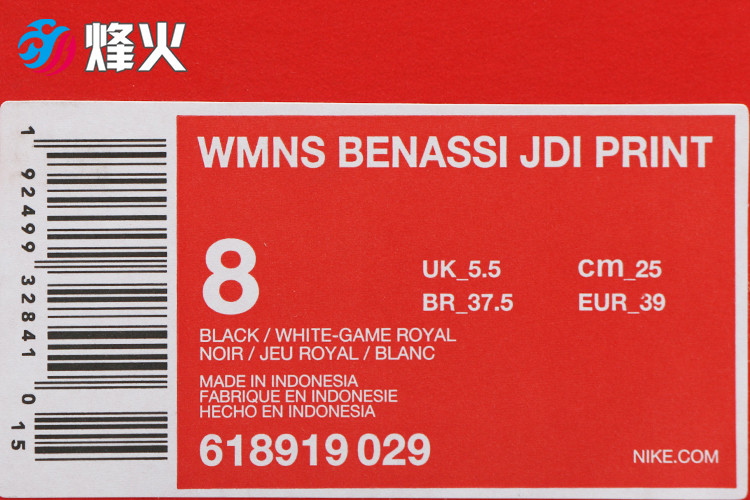 烽火
WMNS BENASSI JDI PRINT
8
UK_5.5
cm_25
BR_37.5
EUR_39
BLACK / WHITE-GAME ROYAL
NOIR / JEU ROYAL / BLANC
MADE IN INDONESIA
FABRIQUE EN INDONESIE
HECHO EN INDONESIA
618919 029
NIKE.COM
1 92499 32841 0 15